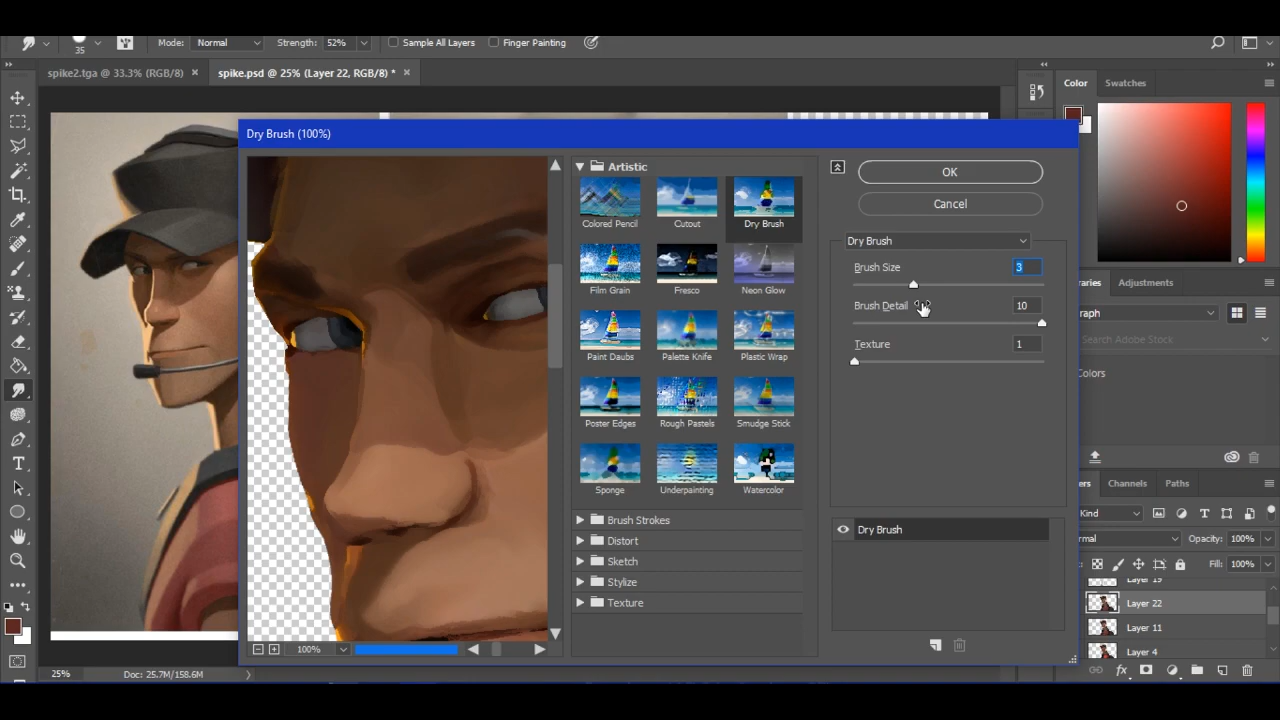 35
Mode: Normal
Strength: 52%
Sample All Layers
Finger Painting
spike2.tga @ 33.3% (RGB/8) ×
spike.psd @ 25% (Layer 22, RGB/8) * ×
Color
Swatches
Dry Brush (100%)
Artistic
Colored Pencil
Cutout
Dry Brush
Film Grain
Fresco
Neon Glow
Paint Daubs
Palette Knife
Plastic Wrap
Poster Edges
Rough Pastels
Smudge Stick
Sponge
Underpainting
Watercolor
Brush Strokes
Distort
Sketch
Stylize
Texture
100%
OK
Cancel
Dry Brush
Brush Size 3
Brush Detail 10
Texture 1
Dry Brush
raries
Adjustments
raph
Search Adobe Stock
Colors
ers
Channels
Paths
Kind
rmal
Opacity: 100%
Fill: 100%
Layer 19
Layer 22
Layer 11
Layer 4
fx
25%
Doc: 25.7M/158.6M